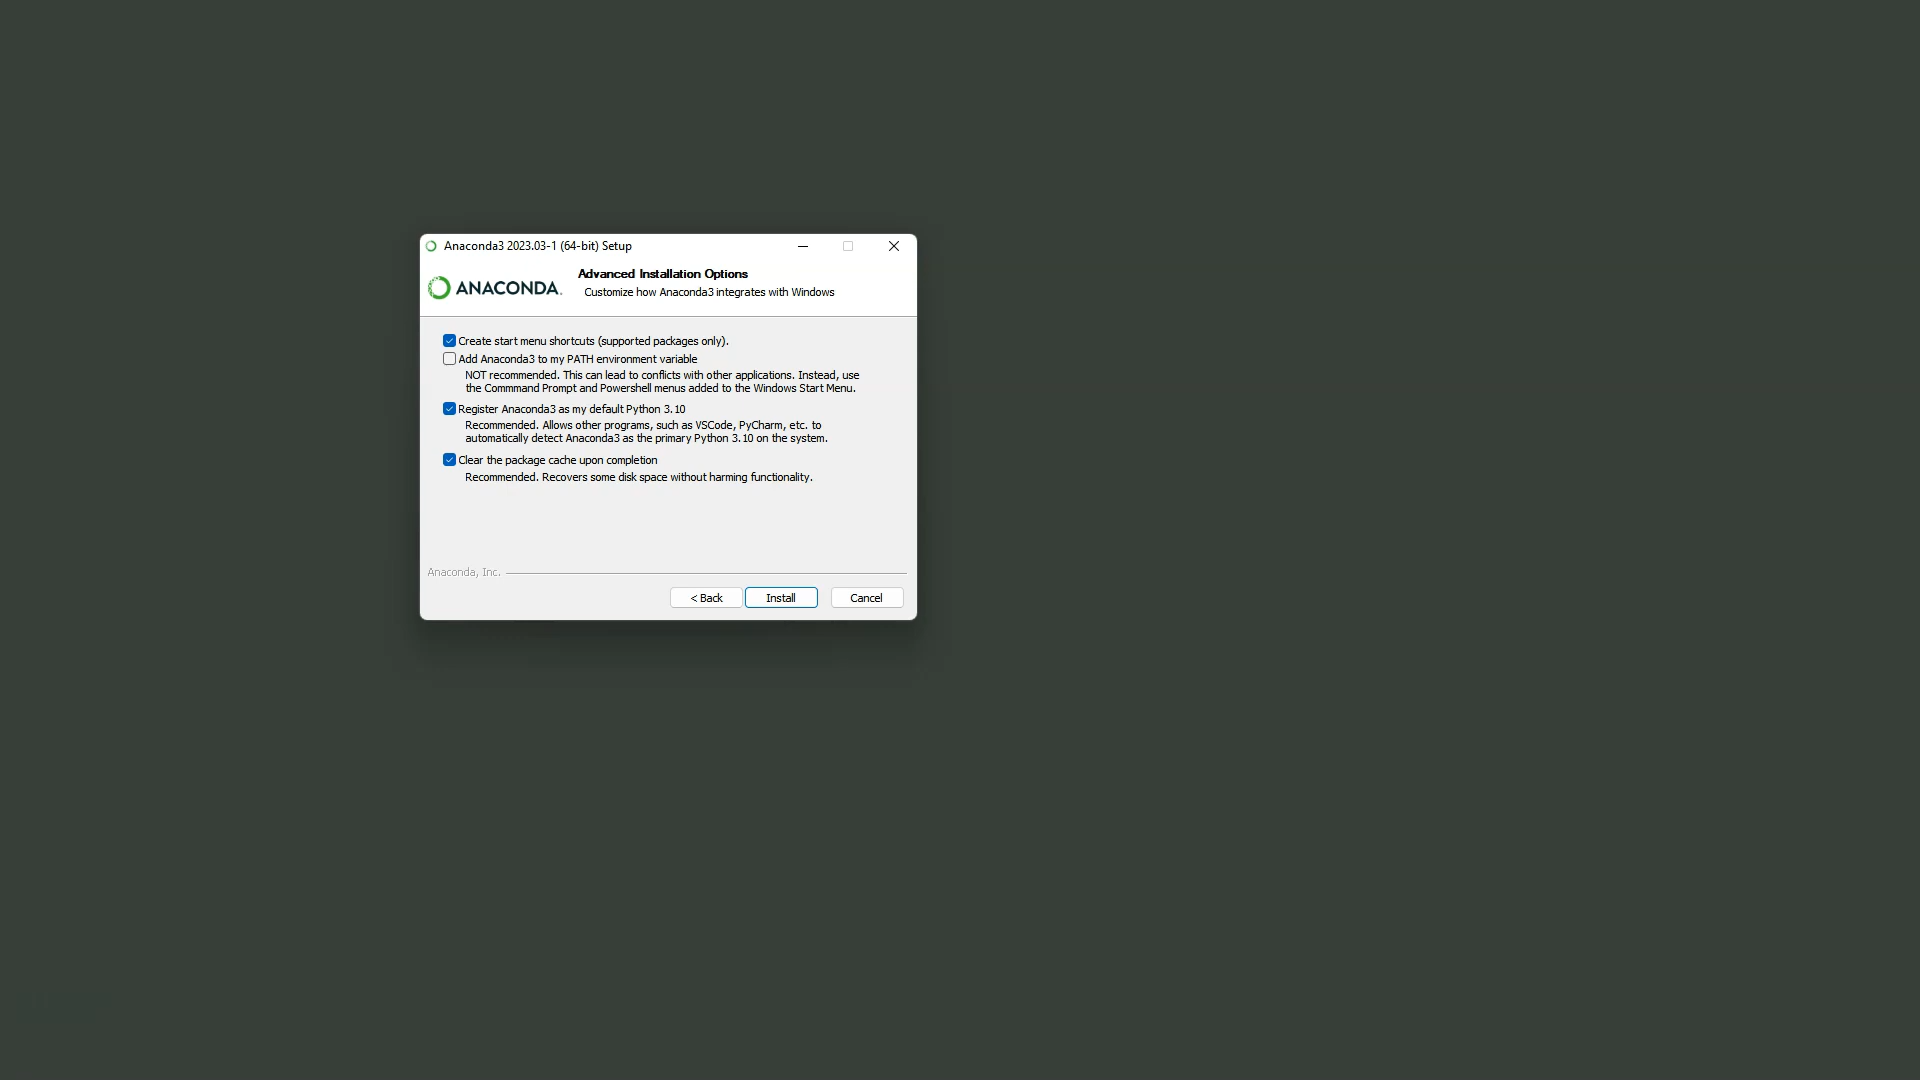 Anaconda3 2023.03-1 (64-bit) Setup
ANACONDA.
Advanced Installation Options
Customize how Anaconda3 integrates with Windows
Create start menu shortcuts (supported packages only).
Add Anaconda3 to my PATH environment variable
NOT recommended. This can lead to conflicts with other applications. Instead, use
the Commmand Prompt and Powershell menus added to the Windows Start Menu.
Register Anaconda3 as my default Python 3.10
Recommended. Allows other programs, such as VSCode, PyCharm, etc. to
automatically detect Anaconda3 as the primary Python 3.10 on the system.
Clear the package cache upon completion
Recommended. Recovers some disk space without harming functionality.
Anaconda, Inc.
< Back
Install
Cancel